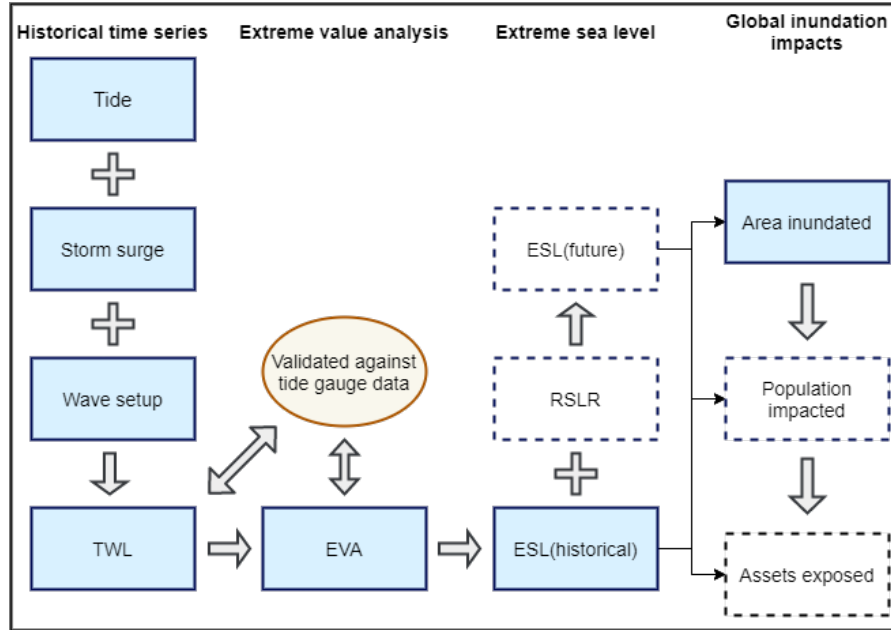 Historical time series
Extreme value analysis
Extreme sea level
Global inundation
impacts
Tide
Storm surge
Wave setup
TWL
Validated against
tide gauge data
EVA
ESL(future)
RSLR
ESL(historical)
Area inundated
Population
impacted
Assets exposed